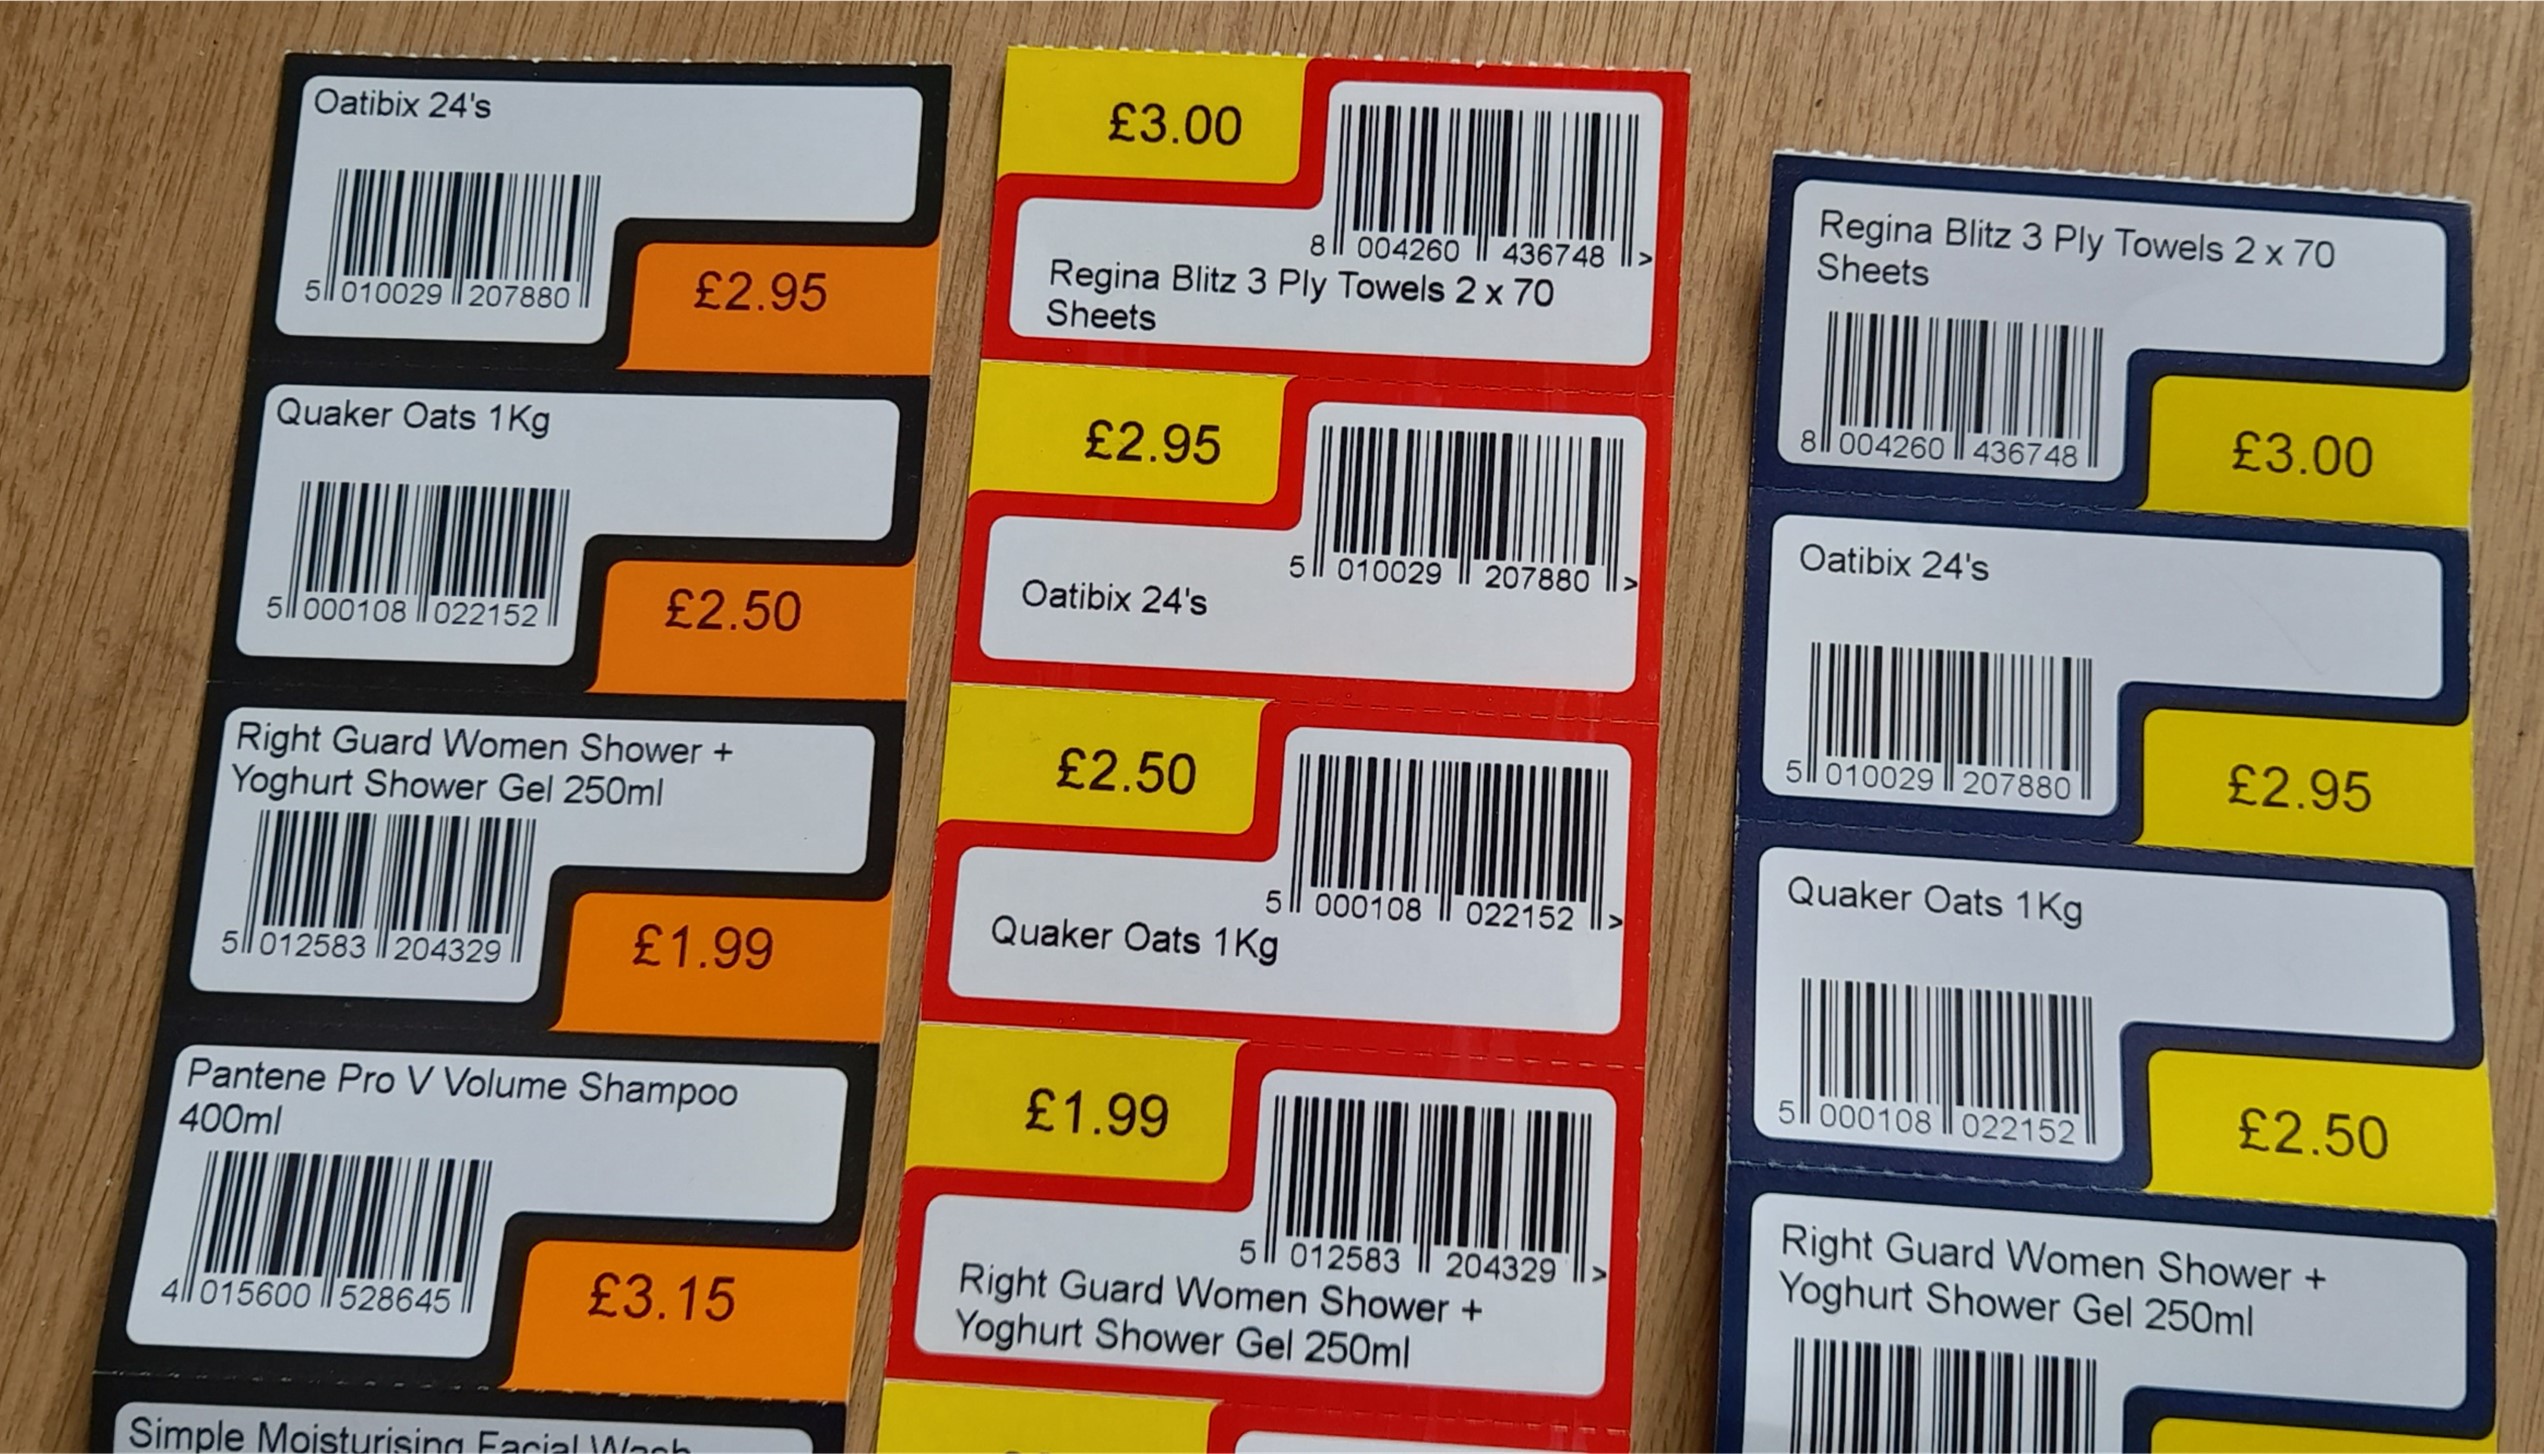 Oatibix 24's
5 010029 207880
£2.95
Quaker Oats 1Kg
5 000108 022152
£2.50
Right Guard Women Shower +
Yoghurt Shower Gel 250ml
5 012583 204329
£1.99
Pantene Pro V Volume Shampoo
400ml
4 015600 528645
£3.15
Simple Moisturising Facial Wash
£3.00
8 004260 436748 >
Regina Blitz 3 Ply Towels 2 x 70
Sheets
£2.95
5 010029 207880 >
Oatibix 24's
£2.50
5 000108 022152 >
Quaker Oats 1Kg
£1.99
5 012583 204329 >
Right Guard Women Shower +
Yoghurt Shower Gel 250ml
Regina Blitz 3 Ply Towels 2 x 70
Sheets
8 004260 436748
£3.00
Oatibix 24's
5 010029 207880
£2.95
Quaker Oats 1Kg
5 000108 022152
£2.50
Right Guard Women Shower +
Yoghurt Shower Gel 250ml